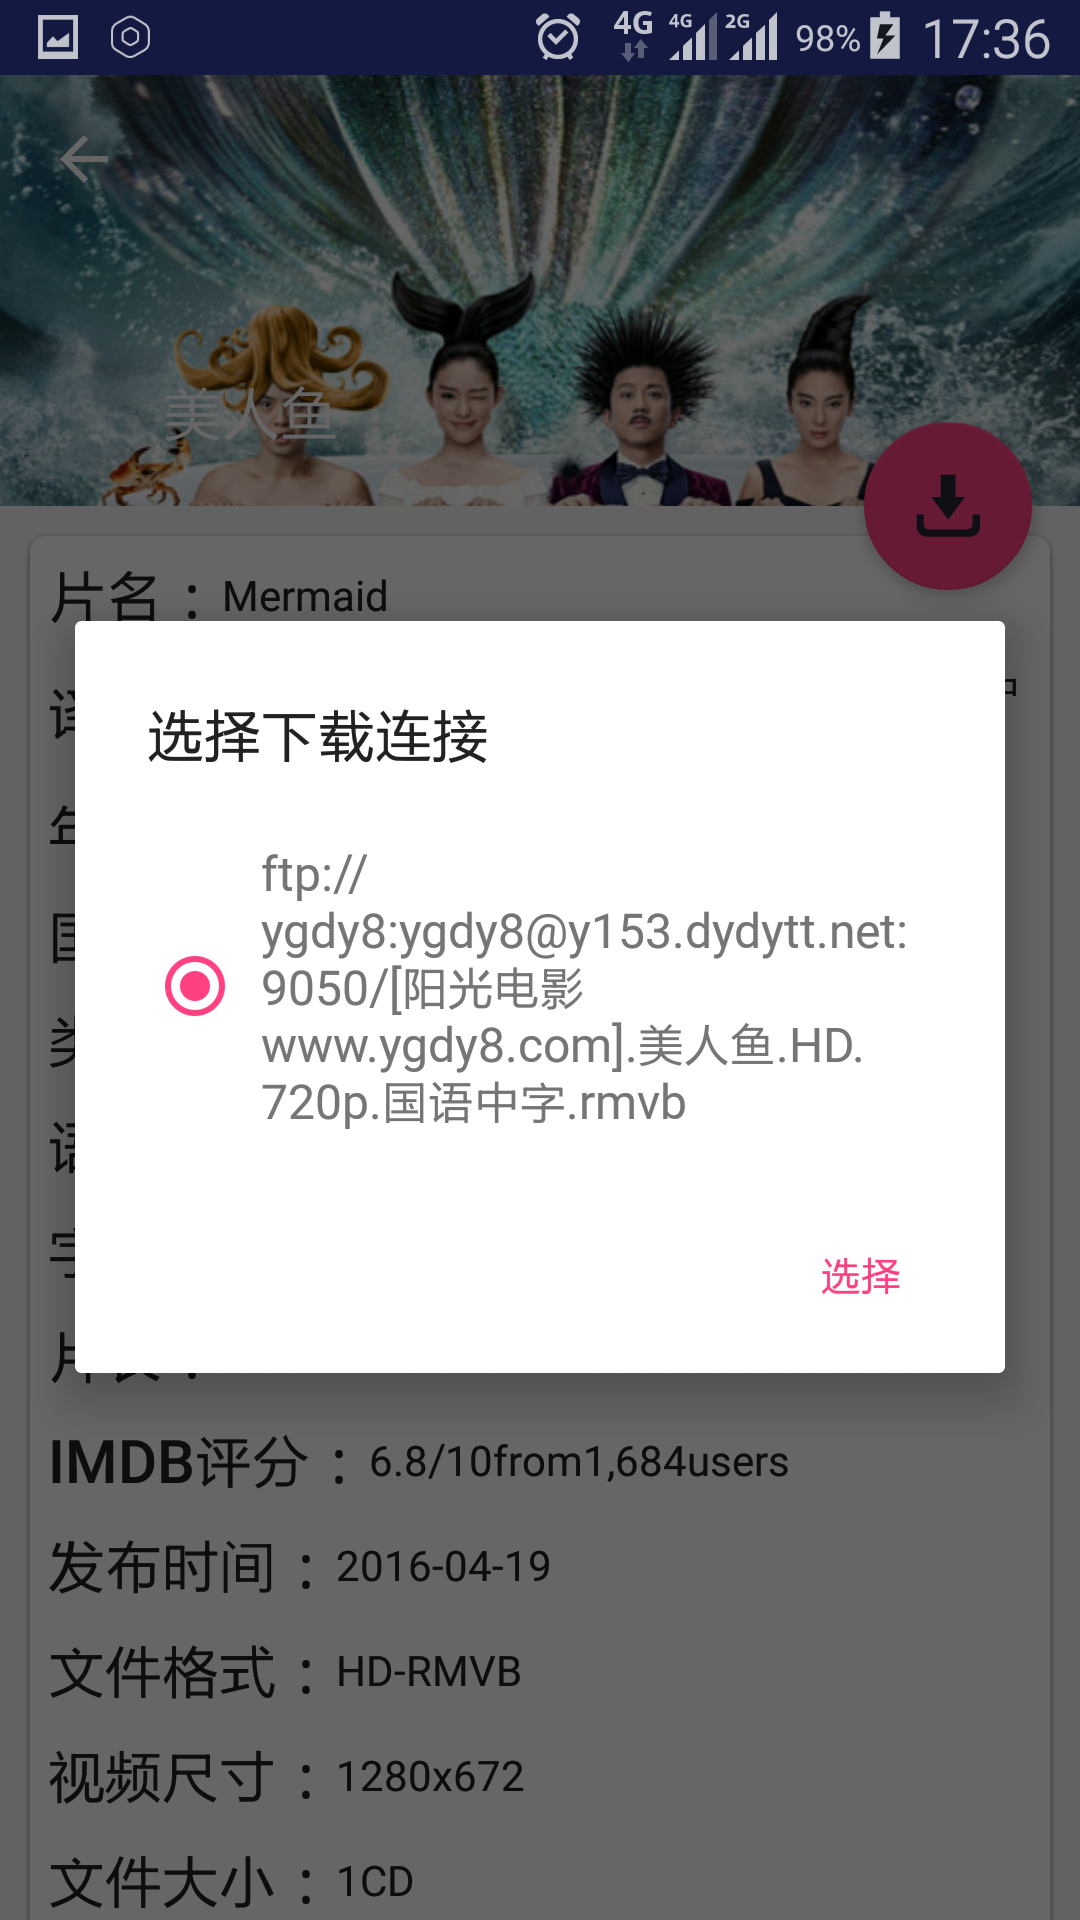 4G 4G 2G 98% 17:36
美人鱼
片名 ：Mermaid
选择下载连接
ftp://
ygdy8:ygdy8@y153.dydytt.net:
9050/[阳光电影
www.ygdy8.com].美人鱼.HD.
720p.国语中字.rmvb
选择
IMDB评分 ：6.8/10from1,684users
发布时间 ：2016-04-19
文件格式 ：HD-RMVB
视频尺寸 ：1280x672
文件大小 ：1CD